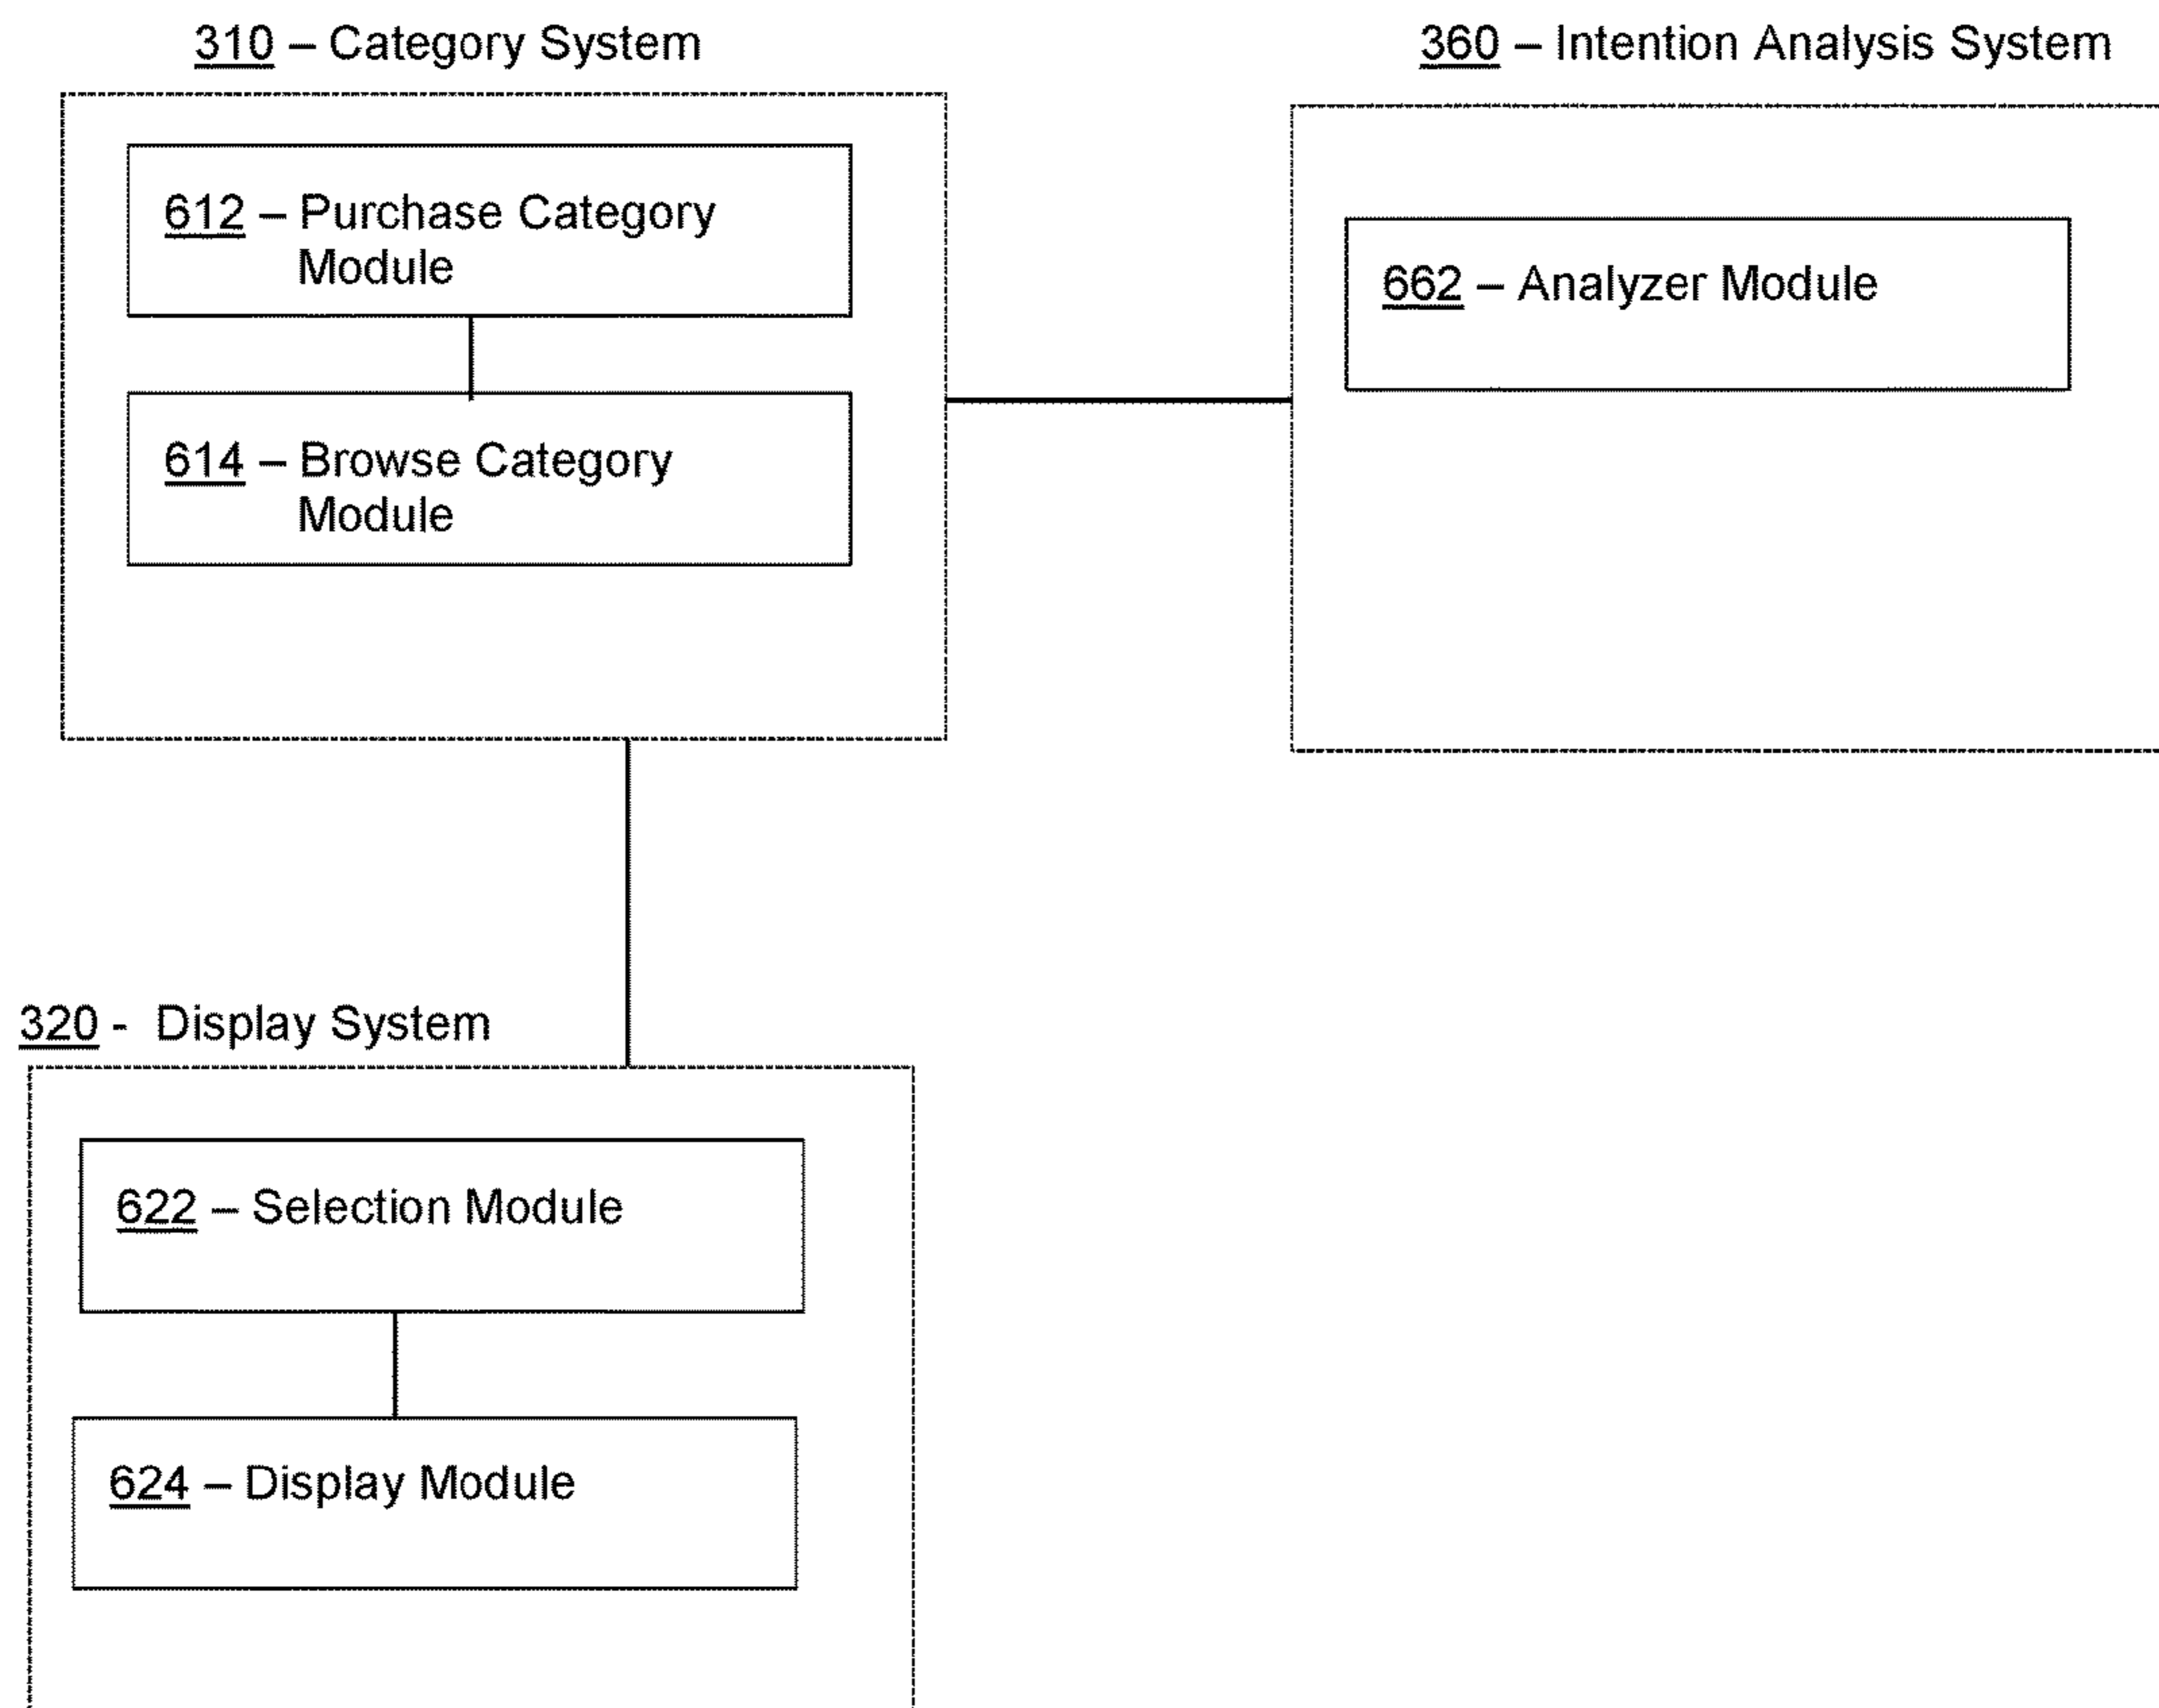 310 – Category System
360 – Intention Analysis System
612 – Purchase Category
Module
662 – Analyzer Module
614 – Browse Category
Module
320 - Display System
622 – Selection Module
624 – Display Module